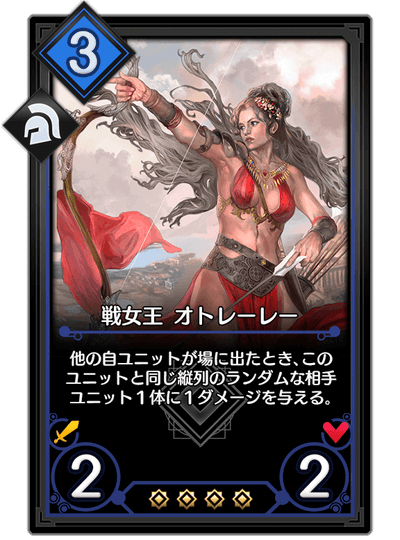 3
戦女王 オトレーレー
他の自ユニットが場に出たとき、この
ユニットと同じ縦列のランダムな相手
ユニット1体に1ダメージを与える。
2
2